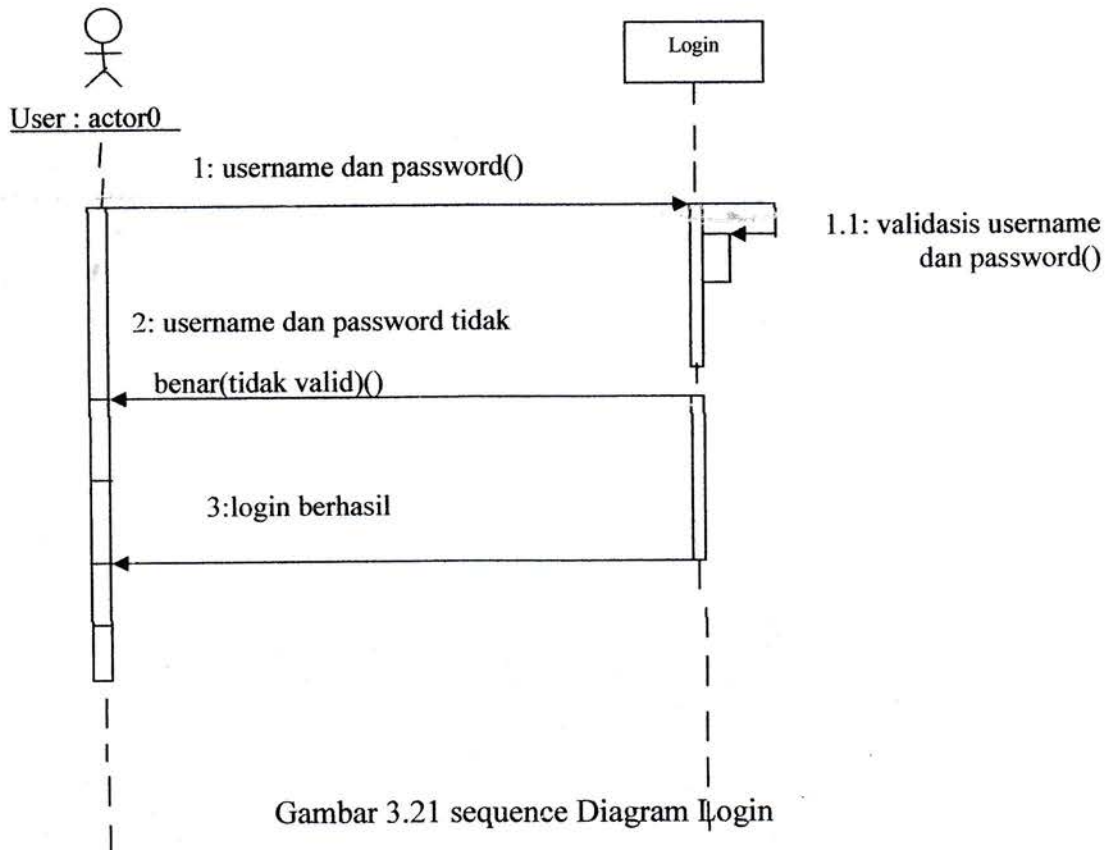 Login
User : actor0
1: username dan password()
1.1: validasis username
dan password()
2: username dan password tidak
benar(tidak valid)()
3:login berhasil
Gambar 3.21 sequence Diagram Login